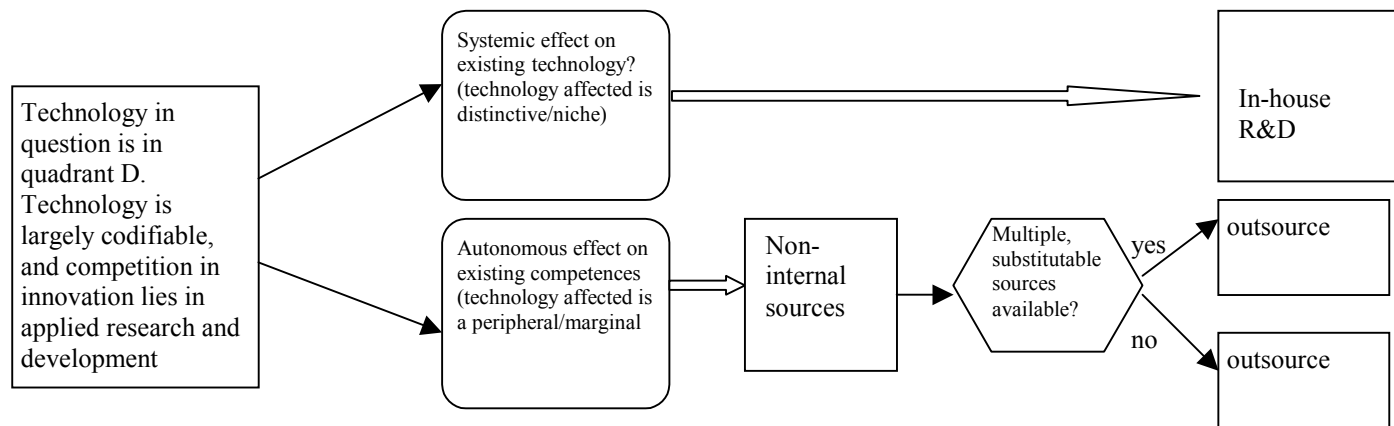 Technology in
question is in
quadrant D.
Technology is
largely codifiable,
and competition in
innovation lies in
applied research and
development
Systemic effect on
existing technology?
(technology affected is
distinctive/niche)
In-house
R&D
Autonomous effect on
existing competences
(technology affected is
a peripheral/marginal
Non-
internal
sources
Multiple,
substitutable
sources
available?
yes
no
outsource
outsource